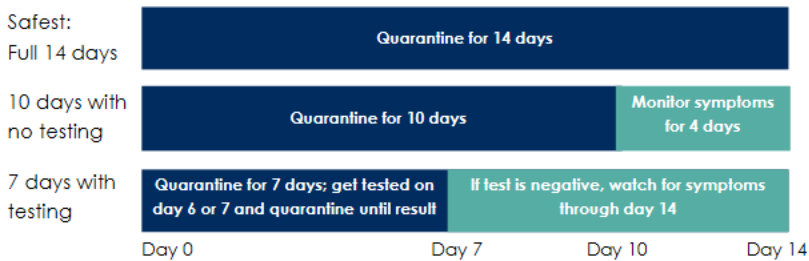 Safest:
Full 14 days
Quarantine for 14 days
10 days with
no testing
Quarantine for 10 days
Monitor symptoms
for 4 days
7 days with
testing
Quarantine for 7 days; get tested on
day 6 or 7 and quarantine until result
If test is negative, watch for symptoms
through day 14
Day 0
Day 7
Day 10
Day 14